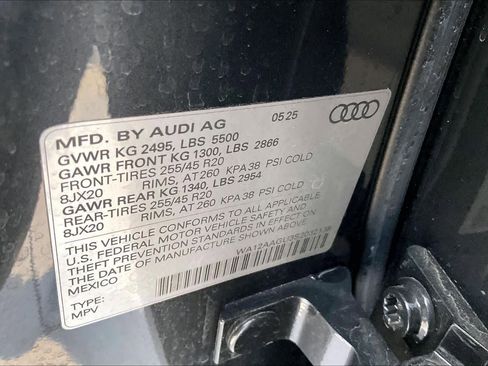 MFD. BY AUDI AG 05 25
GVWR KG 2495, LBS 5500
GAWR FRONT KG 1300, LBS 2866
FRONT-TIRES 255/45 R20
8JX20 RIMS, AT 260 KPA 38 PSI COLD
GAWR REAR KG 1340, LBS 2954
REAR-TIRES 255/45 R20
8JX20 RIMS, AT 260 KPA 38 PSI COLD
THIS VEHICLE CONFORMS TO ALL APPLICABLE
U.S. FEDERAL MOTOR VEHICLE SAFETY AND
THEFT PREVENTION STANDARDS IN EFFECT ON
THE DATE OF MANUFACTURE SHOWN ABOVE.
MEXICO
TYPE:
MPV